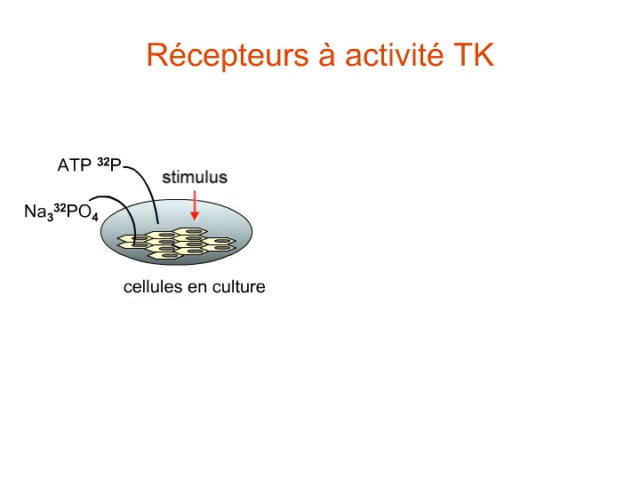 Récepteurs à activité TK
ATP ³²P
stimulus
Na₃³²PO₄
cellules en culture